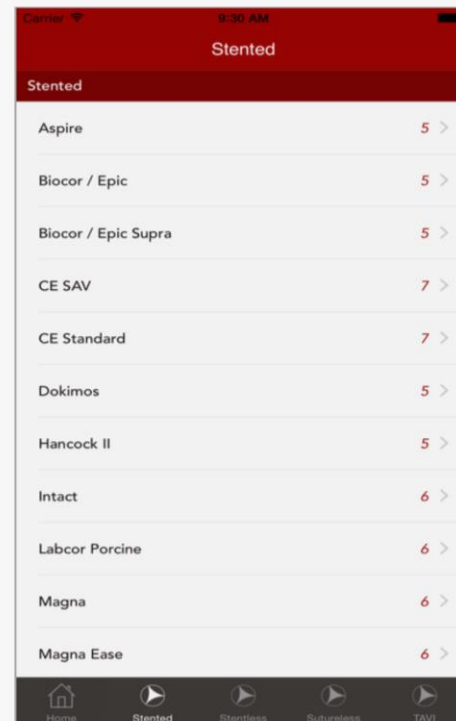 Carrier 9:30 AM
Stented
Stented
Aspire 5
Biocor / Epic 5
Biocor / Epic Supra 5
CE SAV 7
CE Standard 7
Dokimos 5
Hancock II 5
Intact 6
Labcor Porcine 6
Magna 6
Magna Ease 6
Home Stented Stentless Sutureless TAVI